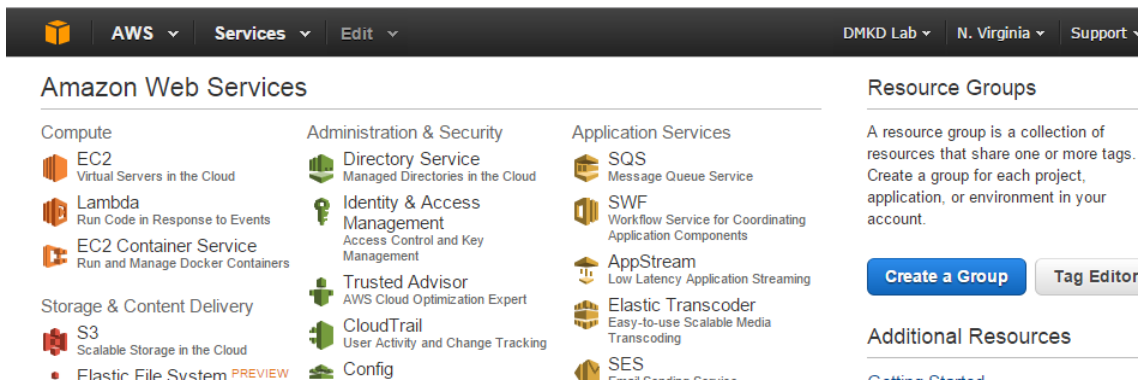 AWS Services Edit DMKD Lab N. Virginia Support
Amazon Web Services
Compute
EC2
Virtual Servers in the Cloud
Lambda
Run Code in Response to Events
EC2 Container Service
Run and Manage Docker Containers
Storage & Content Delivery
S3
Scalable Storage in the Cloud
Elastic File System PREVIEW
Administration & Security
Directory Service
Managed Directories in the Cloud
Identity & Access
Management
Access Control and Key
Management
Trusted Advisor
AWS Cloud Optimization Expert
CloudTrail
User Activity and Change Tracking
Config
Application Services
SQS
Message Queue Service
SWF
Workflow Service for Coordinating
Application Components
AppStream
Low Latency Application Streaming
Elastic Transcoder
Easy-to-use Scalable Media
Transcoding
SES
Email Sending Service
Resource Groups
A resource group is a collection of
resources that share one or more tags.
Create a group for each project,
application, or environment in your
account.
Create a Group Tag Editor
Additional Resources
Getting Started